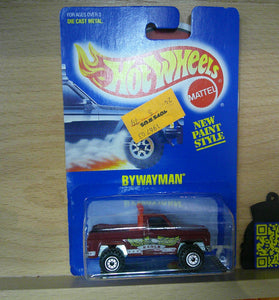 FOR AGES OVER 3
DIE CAST METAL
HOT WHEELS
MATTEL
NEW
PAINT
STYLE
BYWAYMAN